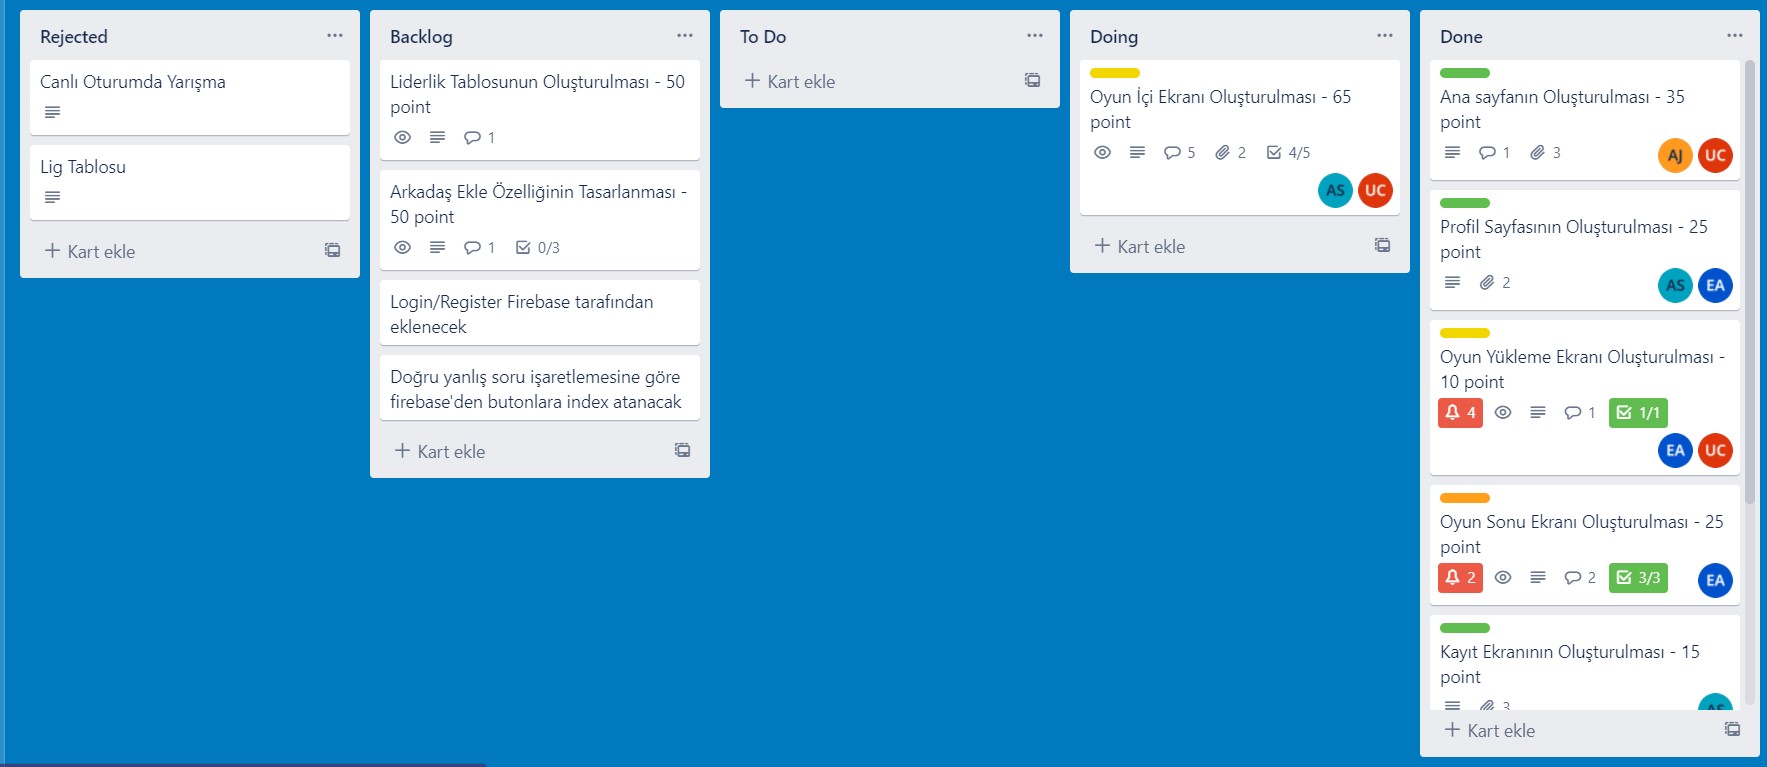 Rejected
Canlı Oturumda Yarışma
Lig Tablosu
Kart ekle
Backlog
Liderlik Tablosunun Oluşturulması - 50
point
1
Arkadaş Ekle Özelliğinin Tasarlanması -
50 point
1 0/3
Login/Register Firebase tarafından
eklenecek
Doğru yanlış soru işaretlemesine göre
firebase'den butonlara index atanacak
Kart ekle
To Do
Kart ekle
Doing
Oyun İçi Ekranı Oluşturulması - 65
point
5 2 4/5
AS UC
Kart ekle
Done
Ana sayfanın Oluşturulması - 35
point
1 3 AJ UC
Profil Sayfasının Oluşturulması - 25
point
2 AS EA
Oyun Yükleme Ekranı Oluşturulması -
10 point
4 1 1/1
EA UC
Oyun Sonu Ekranı Oluşturulması - 25
point
2 2 3/3 EA
Kayıt Ekranının Oluşturulması - 15
point
3 AS
Kart ekle